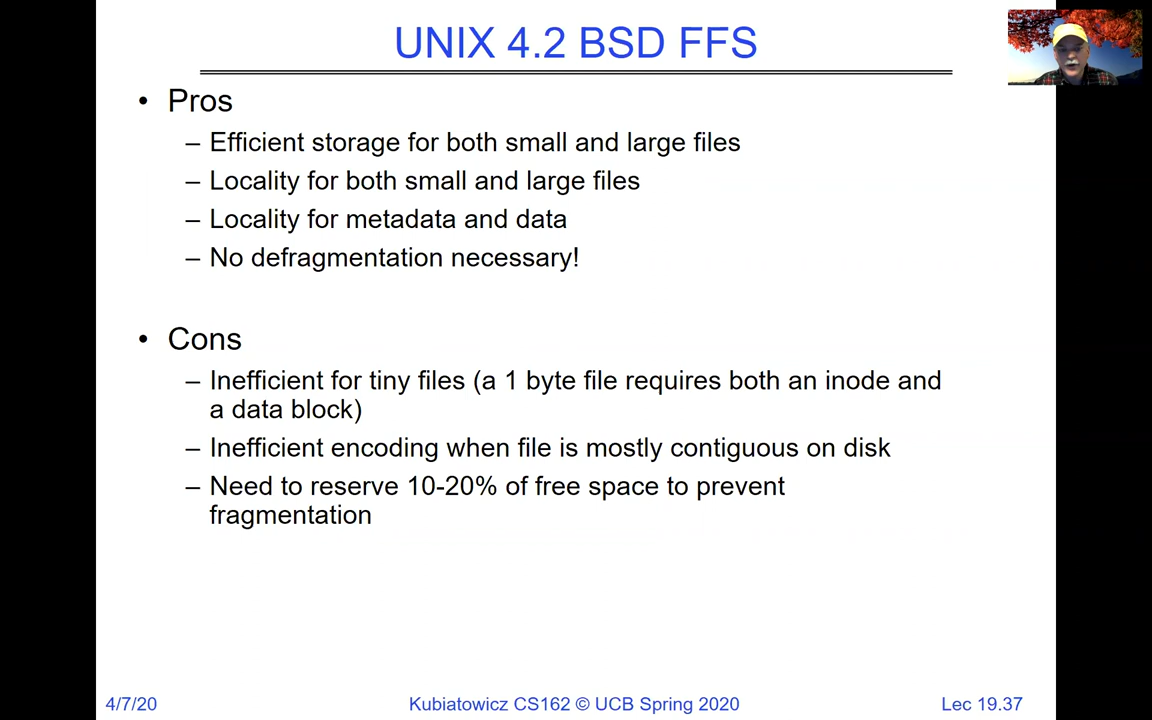 UNIX 4.2 BSD FFS
• Pros
– Efficient storage for both small and large files
– Locality for both small and large files
– Locality for metadata and data
– No defragmentation necessary!
• Cons
– Inefficient for tiny files (a 1 byte file requires both an inode and
a data block)
– Inefficient encoding when file is mostly contiguous on disk
– Need to reserve 10-20% of free space to prevent
fragmentation
4/7/20
Kubiatowicz CS162 © UCB Spring 2020
Lec 19.37